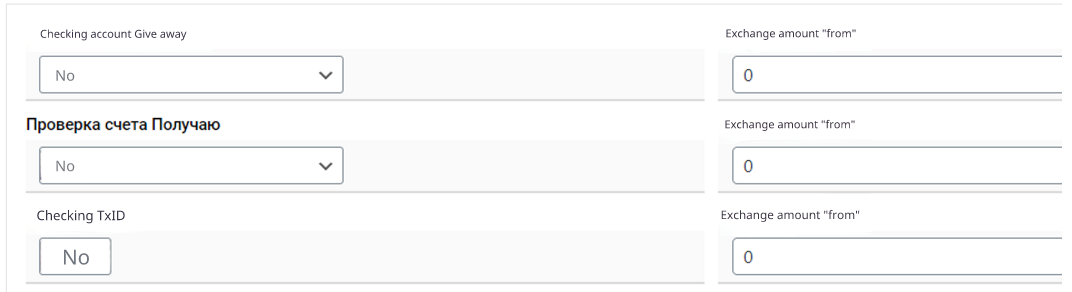 Checking account Give away
Exchange amount "from"
No
0
Проверка счета Получаю
Exchange amount "from"
No
0
Checking TxID
Exchange amount "from"
No
0